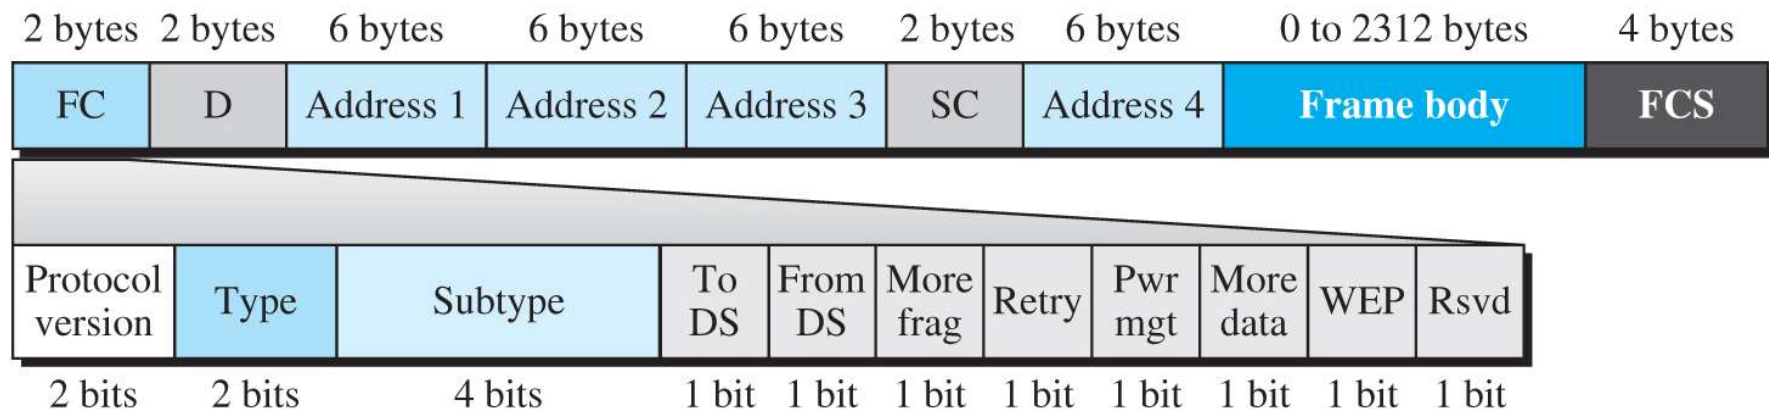 2 bytes 2 bytes 6 bytes 6 bytes 6 bytes 2 bytes 6 bytes 0 to 2312 bytes 4 bytes
FC D Address 1 Address 2 Address 3 SC Address 4 Frame body FCS
Protocol version Type Subtype To DS From DS More frag Retry Pwr mgt More data WEP Rsvd
2 bits 2 bits 4 bits 1 bit 1 bit 1 bit 1 bit 1 bit 1 bit 1 bit 1 bit